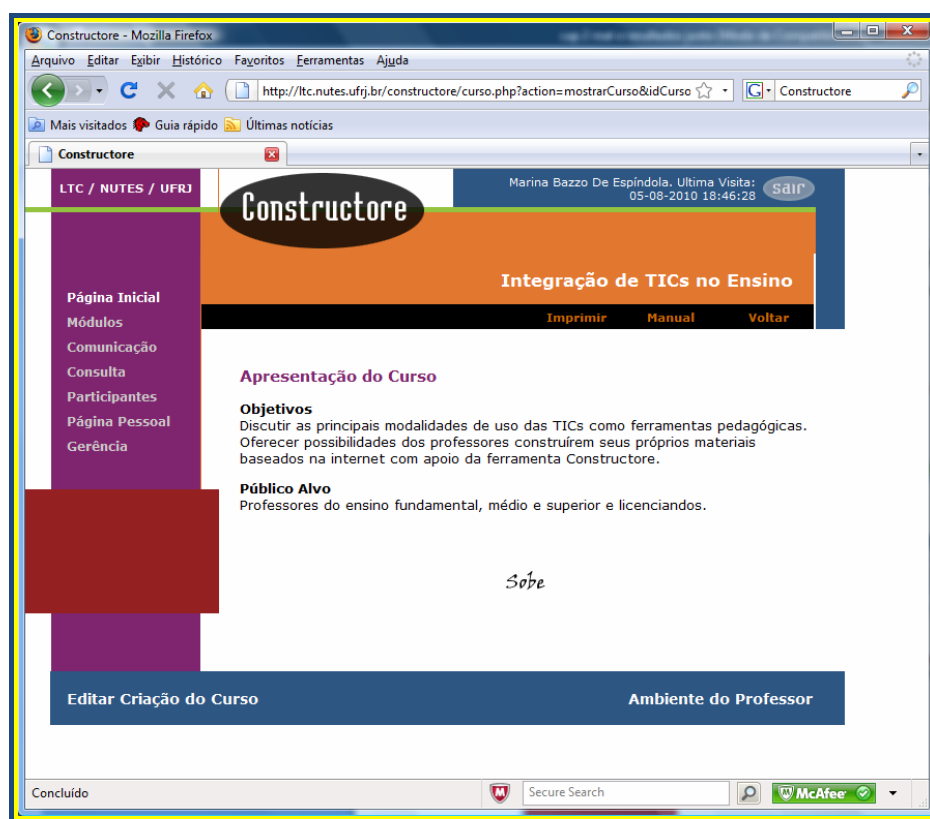 Constructore - Mozilla Firefox
Arquivo Editar Exibir Histórico Favoritos Ferramentas Ajuda
http://ltc.nutes.ufrj.br/constructore/curso.php?action=mostrarCurso&idCurso
G Constructore
Mais visitados Guia rápido Últimas notícias
Constructore
LTC / NUTES / UFRJ
Constructore
Marina Bazzo De Espíndola. Ultima Visita:
05-08-2010 18:46:28
sair
Integração de TICs no Ensino
Imprimir Manual Voltar
Página Inicial
Módulos
Comunicação
Consulta
Participantes
Página Pessoal
Gerência
Apresentação do Curso
Objetivos
Discutir as principais modalidades de uso das TICs como ferramentas pedagógicas.
Oferecer possibilidades dos professores construírem seus próprios materiais
baseados na internet com apoio da ferramenta Constructore.
Público Alvo
Professores do ensino fundamental, médio e superior e licenciandos.
Sobe
Editar Criação do Curso
Ambiente do Professor
Concluído
Secure Search
McAfee